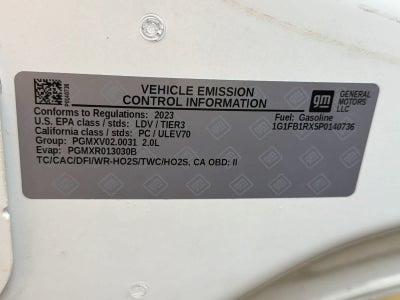 P0140736
VEHICLE EMISSION
CONTROL INFORMATION
gm GENERAL MOTORS LLC
Conforms to Regulations: 2023
Fuel: Gasoline
U.S. EPA class / stds: LDV / TIER3
1G1FB1RX5P0140736
California class / stds: PC / ULEV70
Group: PGMXV02.0031 2.0L
Evap: PGMXR013030B
TC/CAC/DFI/WR-HO2S/TWC/HO2S, CA OBD: II